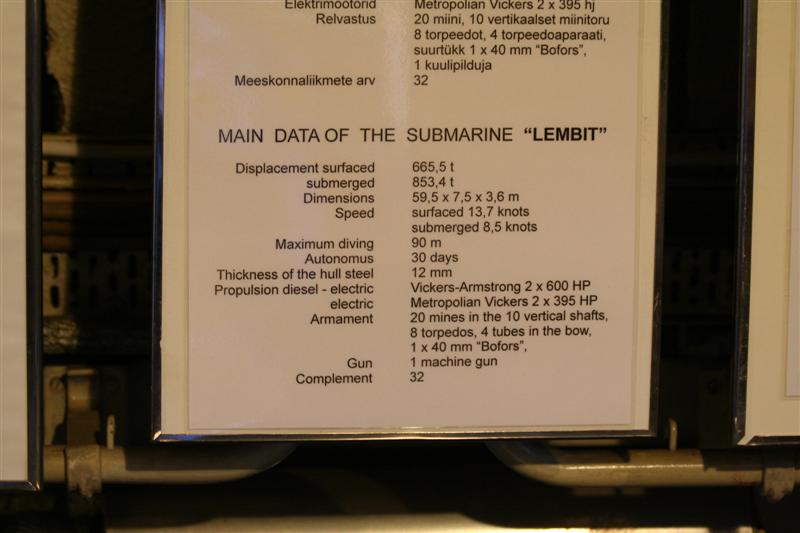 Elektrimootorid Metropolian Vickers 2 x 395 hj
Relvastus 20 miini, 10 vertikaalset miinitoru
8 torpeedot, 4 torpeedoaparaati,
suurtükk 1 x 40 mm “Bofors”,
1 kuulipilduja
Meeskonnaliikmete arv 32
MAIN DATA OF THE SUBMARINE “LEMBIT”
Displacement surfaced 665,5 t
submerged 853,4 t
Dimensions 59,5 x 7,5 x 3,6 m
Speed surfaced 13,7 knots
submerged 8,5 knots
Maximum diving 90 m
Autonomus 30 days
Thickness of the hull steel 12 mm
Propulsion diesel - electric Vickers-Armstrong 2 x 600 HP
electric Metropolian Vickers 2 x 395 HP
Armament 20 mines in the 10 vertical shafts,
8 torpedos, 4 tubes in the bow,
1 x 40 mm “Bofors”,
Gun 1 machine gun
Complement 32